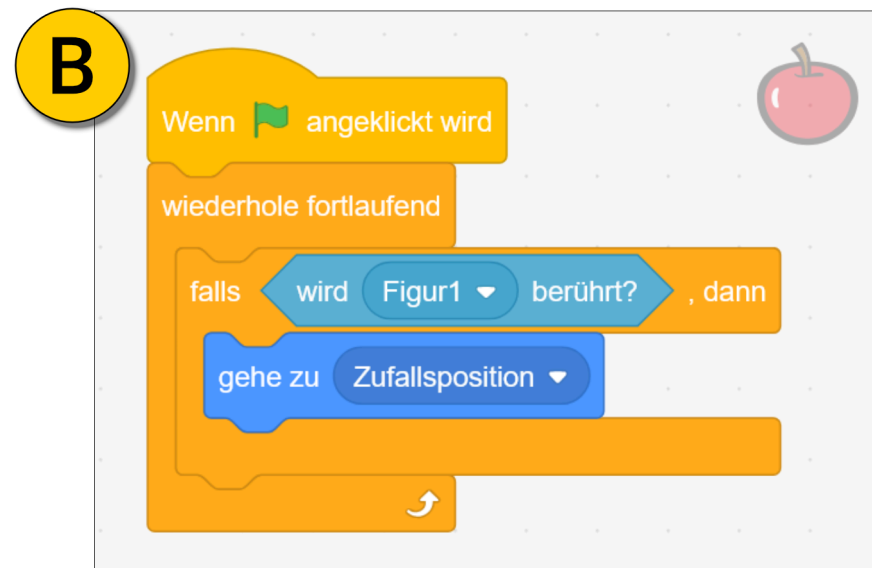 B
Wenn angeklickt wird
wiederhole fortlaufend
falls wird Figur1 berührt? , dann
gehe zu Zufallsposition